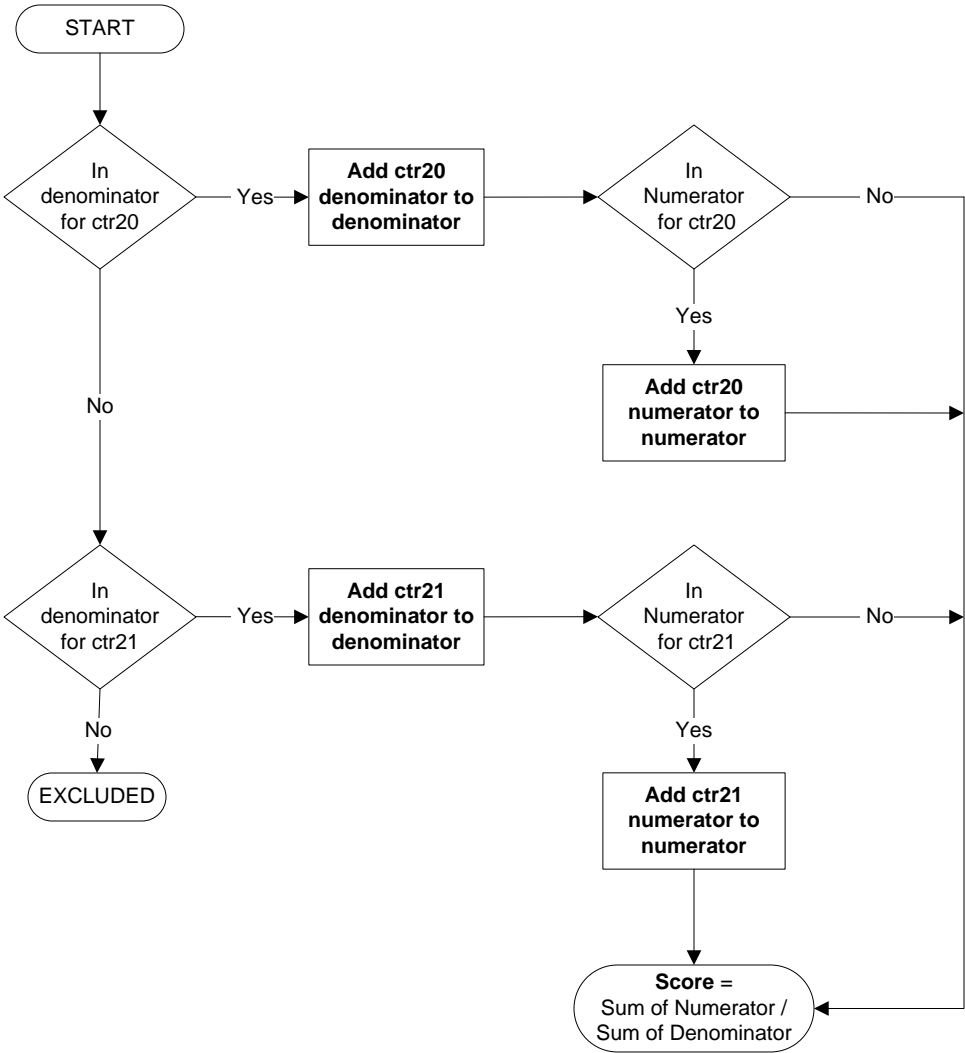 START
In
denominator
for ctr20
Yes
Add ctr20
denominator to
denominator
In
Numerator
for ctr20
No
Yes
Add ctr20
numerator to
numerator
No
In
denominator
for ctr21
Yes
Add ctr21
denominator to
denominator
In
Numerator
for ctr21
No
No
EXCLUDED
Yes
Add ctr21
numerator to
numerator
Score =
Sum of Numerator /
Sum of Denominator